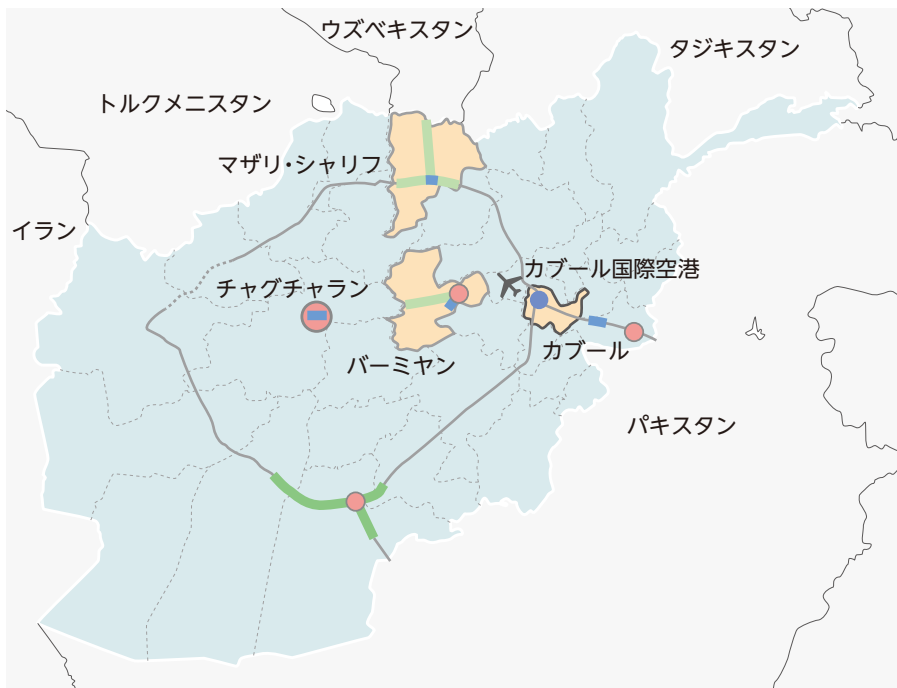 ウズベキスタン
タジキスタン
トルクメニスタン
マザリ・シャリフ
イラン
カブール国際空港
チャグチャラン
カブール
バーミヤン
パキスタン